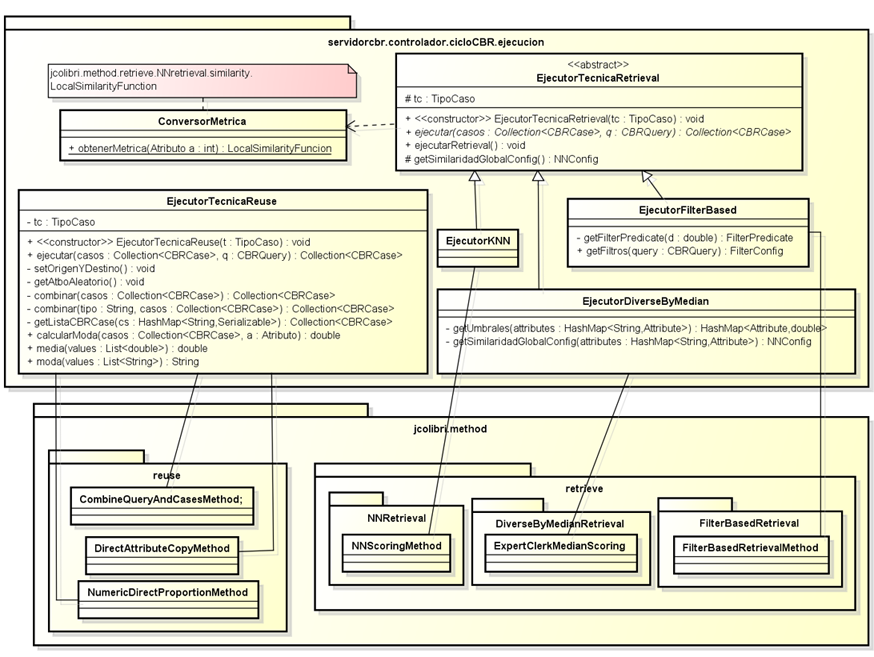 servidorcbr.controlador.cicloCBR.ejecucion
jcolibri.method.retrieve.NNretrieval.similarity.
LocalSimilarityFunction
ConversorMetrica
+ obtenerMetrica(Atributo a : int) : LocalSimilarityFuncion
<<abstract>>
EjecutorTecnicaRetrieval
# tc : TipoCaso
+ <<constructor>> EjecutorTecnicaRetrieval(tc : TipoCaso) : void
+ ejecutar(casos : Collection<CBRCase>, q : CBRQuery) : Collection<CBRCase>
+ ejecutarRetrieval() : void
# getSimilaridadGlobalConfig() : NNConfig
EjecutorTecnicaReuse
- tc : TipoCaso
+ <<constructor>> EjecutorTecnicaReuse(t : TipoCaso) : void
+ ejecutar(casos : Collection<CBRCase>, q : CBRQuery) : Collection<CBRCase>
- setOrigenYDestino() : void
- getAtboAleatorio() : void
- combinar(casos : Collection<CBRCase>) : Collection<CBRCase>
- combinar(tipo : String, casos : Collection<CBRCase>) : Collection<CBRCase>
- getListaCBRCase(cs : HashMap<String,Serializable>) : Collection<CBRCase>
+ calcularModa(casos : Collection<CBRCase>, a : Atributo) : double
+ media(values : List<double>) : double
+ moda(values : List<String>) : String
EjecutorKNN
EjecutorFilterBased
- getFilterPredicate(d : double) : FilterPredicate
+ getFiltros(query : CBRQuery) : FilterConfig
EjecutorDiverseByMedian
- getUmbrales(attributes : HashMap<String,Attribute>) : HashMap<Attribute,double>
- getSimilaridadGlobalConfig(attributes : HashMap<String,Attribute>) : NNConfig
jcolibri.method
reuse
CombineQueryAndCasesMethod;
DirectAttributeCopyMethod
NumericDirectProportionMethod
retrieve
NNRetrieval
NNScoringMethod
DiverseByMedianRetrieval
ExpertClerkMedianScoring
FilterBasedRetrieval
FilterBasedRetrievalMethod